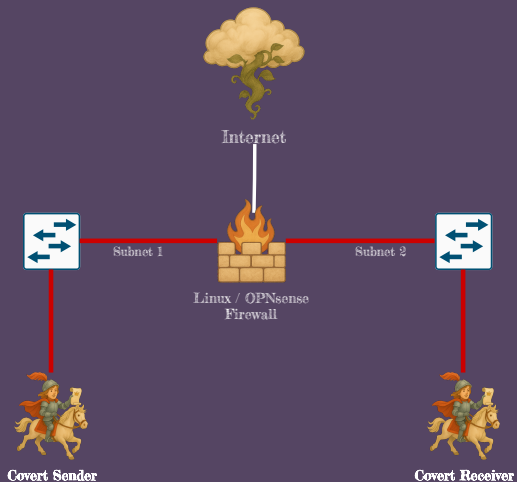 Internet
Subnet 1
Subnet 2
Linux / OPNsense
Firewall
Covert Sender
Covert Receiver